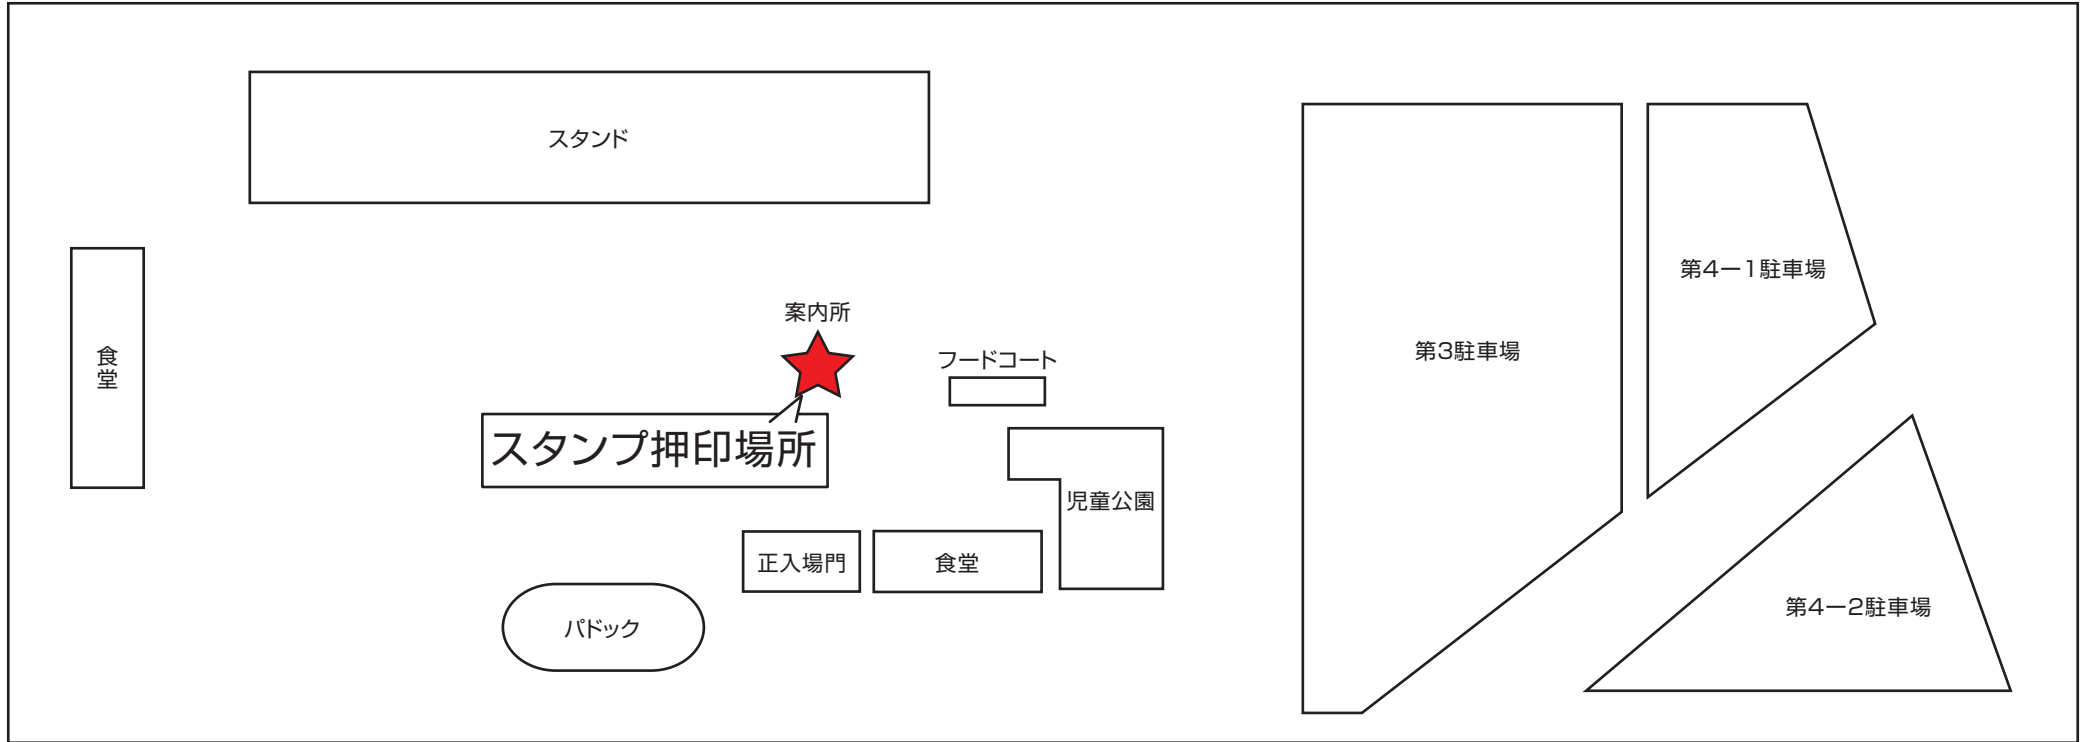 スタンド
食堂
案内所
フードコート
スタンプ押印場所
児童公園
正入場門
食堂
パドック
第3駐車場
第4ー1駐車場
第4ー2駐車場